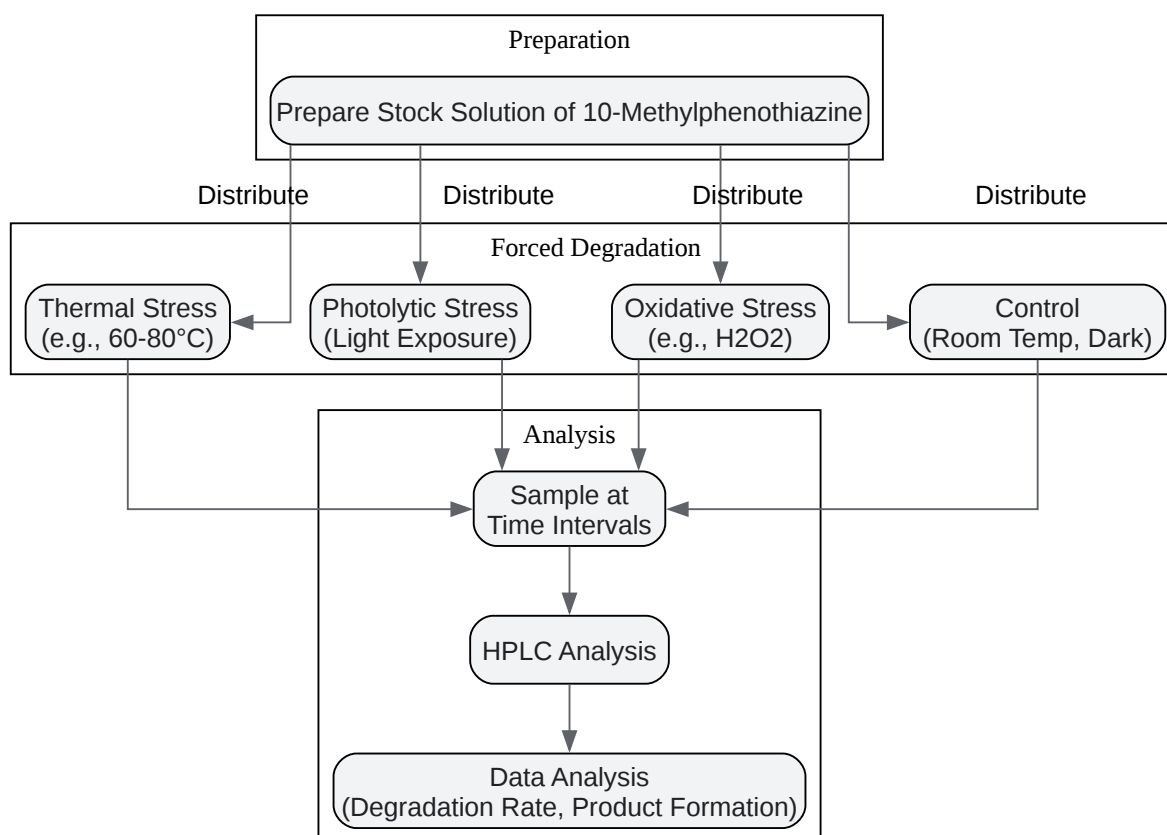 Preparation
Prepare Stock Solution of 10-Methylphenothiazine
Distribute
Distribute
Distribute
Distribute
Forced Degradation
Thermal Stress
(e.g., 60-80°C)
Photolytic Stress
(Light Exposure)
Oxidative Stress
(e.g., H2O2)
Control
(Room Temp, Dark)
Analysis
Sample at
Time Intervals
HPLC Analysis
Data Analysis
(Degradation Rate, Product Formation)